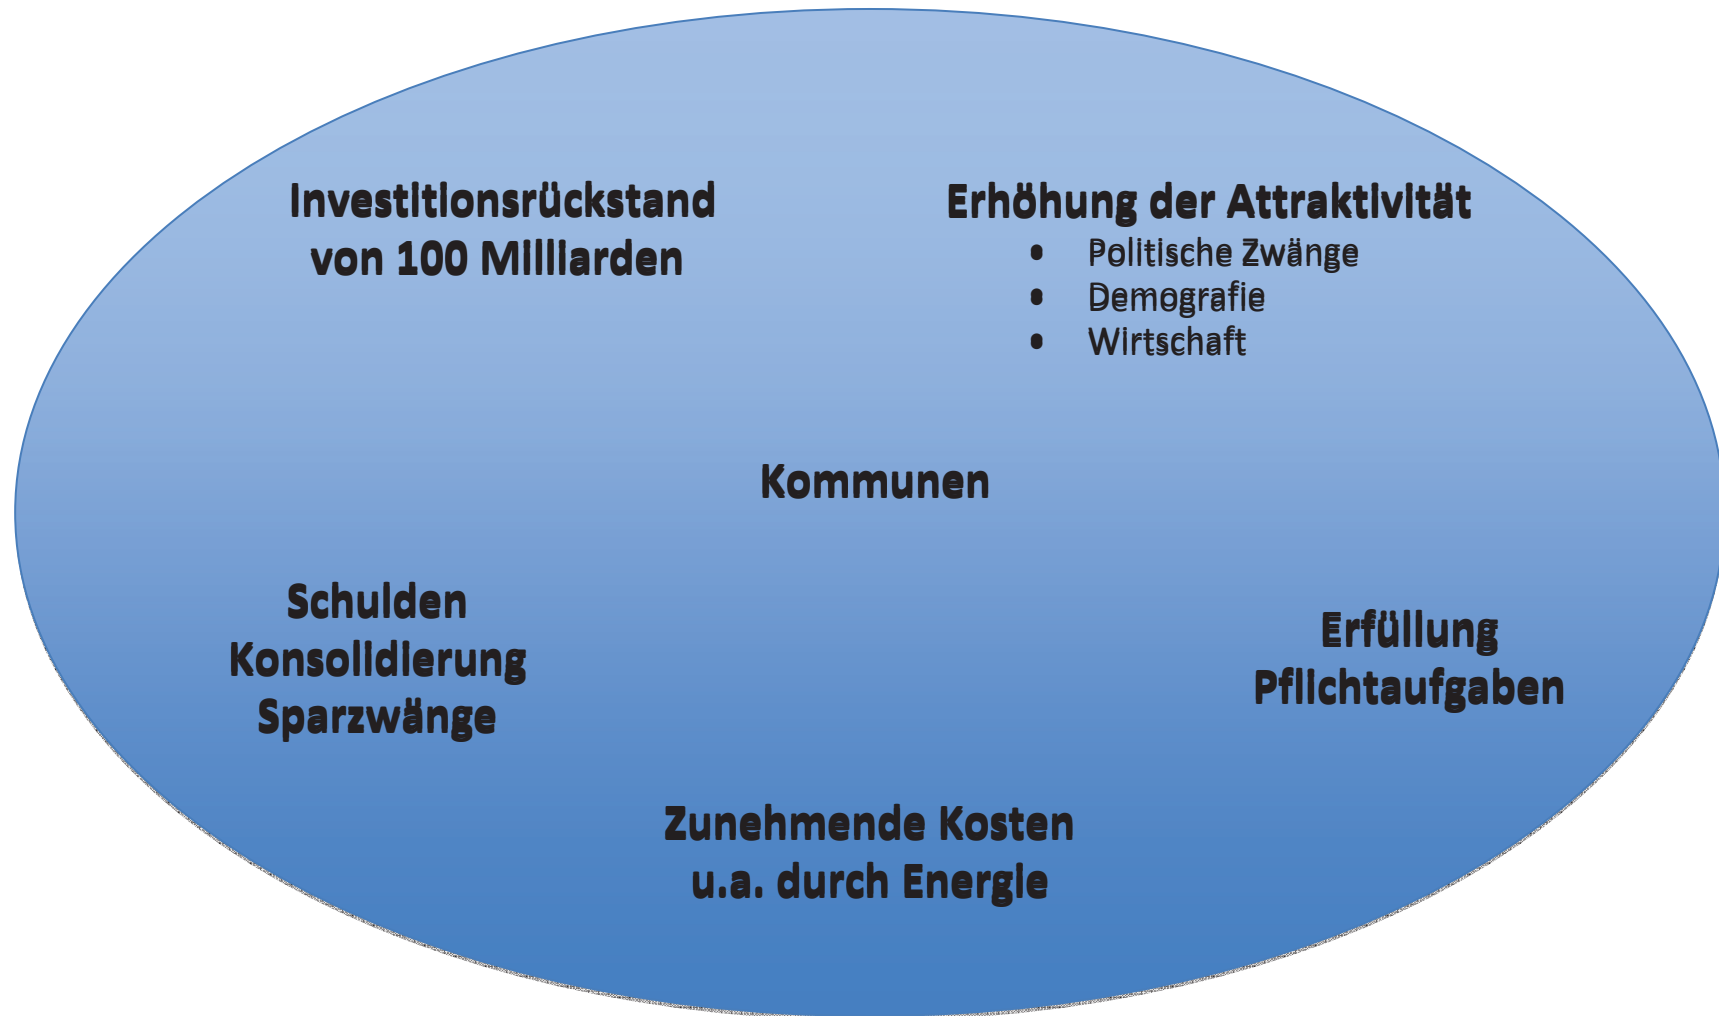 Investitionsrückstand
von 100 Milliarden
Erhöhung der Attraktivität
• Politische Zwänge
• Demografie
• Wirtschaft
Kommunen
Schulden
Konsolidierung
Sparzwänge
Erfüllung
Pflichtaufgaben
Zunehmende Kosten
u.a. durch Energie